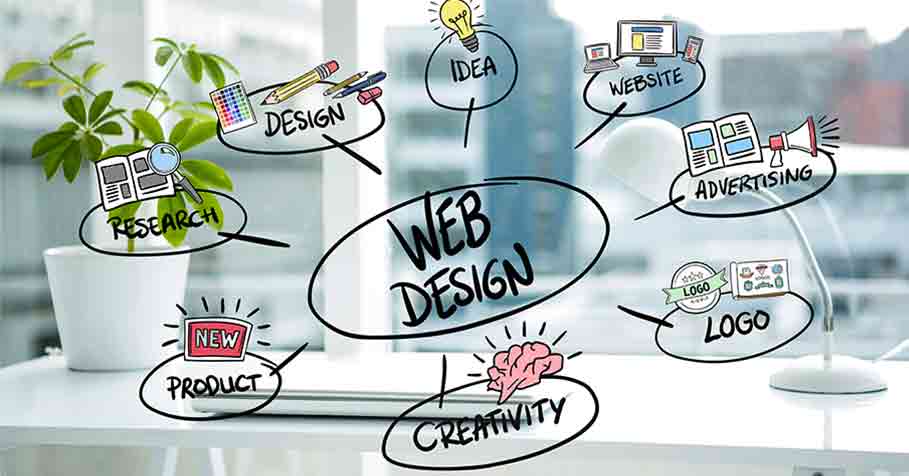 IDEA
WEBSITE
DESIGN
ADVERTISING
RESEARCH
WEB
DESIGN
LOGO
LOGO
NEW
PRODUCT
CREATIVITY